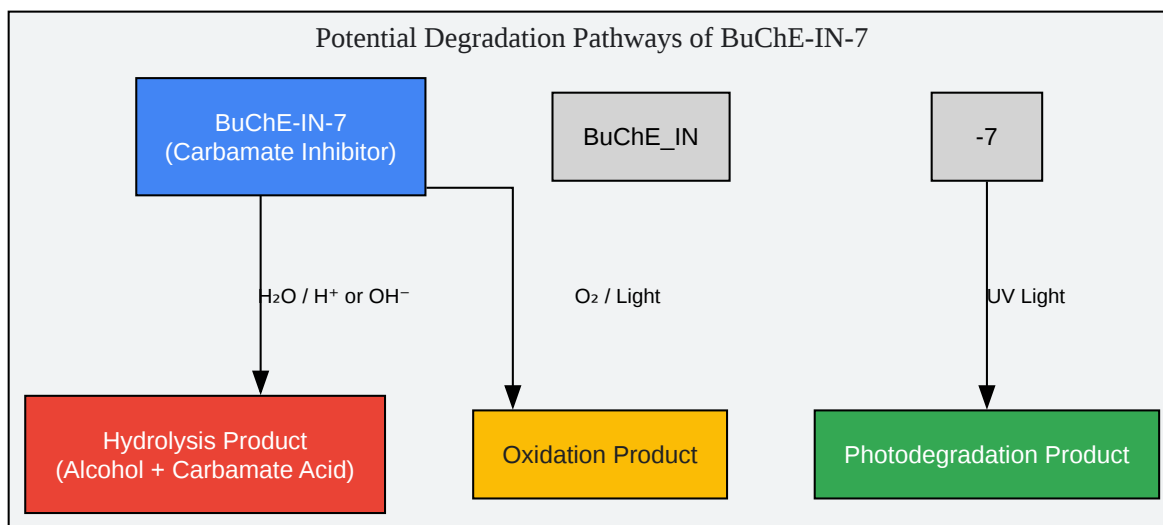 Potential Degradation Pathways of BuChE-IN-7
BuChE-IN-7
(Carbamate Inhibitor)
BuChE_IN
-7
H₂O / H⁺ or OH⁻
O₂ / Light
UV Light
Hydrolysis Product
(Alcohol + Carbamate Acid)
Oxidation Product
Photodegradation Product